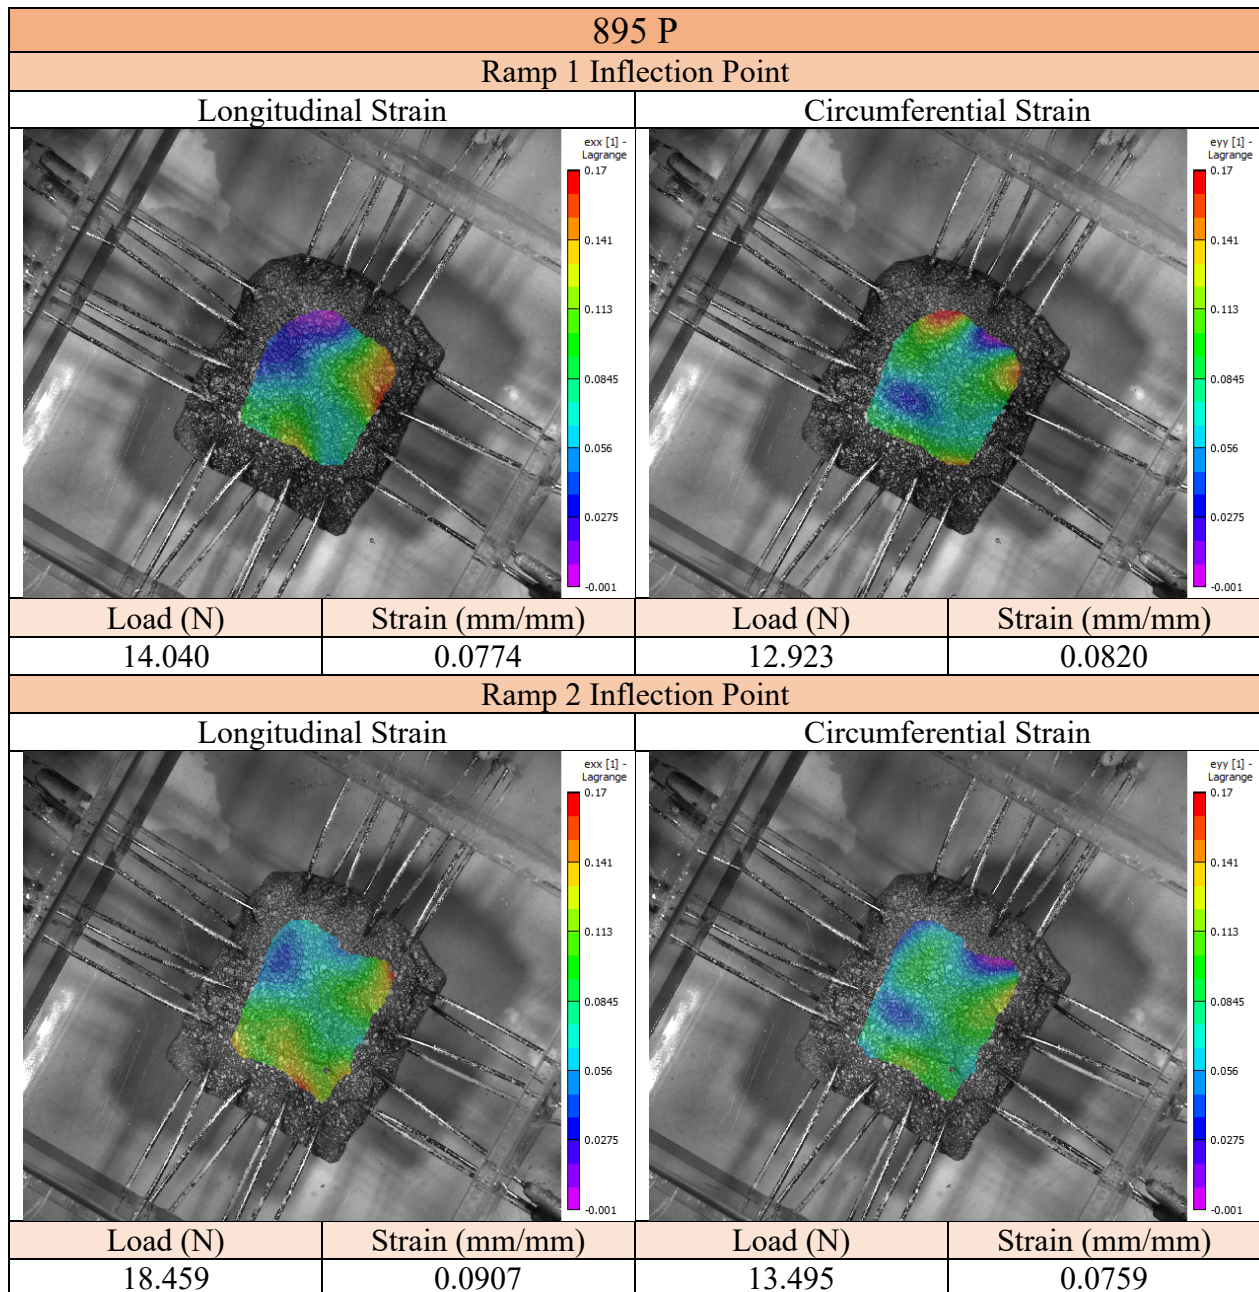 895 P
Ramp 1 Inflection Point
Longitudinal Strain
Circumferential Strain
exx [1] -
Lagrange
0.17
0.141
0.113
0.0845
0.056
0.0275
-0.001
eyy [1] -
Lagrange
0.17
0.141
0.113
0.0845
0.056
0.0275
-0.001
Load (N)
Strain (mm/mm)
Load (N)
Strain (mm/mm)
14.040
0.0774
12.923
0.0820
Ramp 2 Inflection Point
Longitudinal Strain
Circumferential Strain
exx [1] -
Lagrange
0.17
0.141
0.113
0.0845
0.056
0.0275
-0.001
eyy [1] -
Lagrange
0.17
0.141
0.113
0.0845
0.056
0.0275
-0.001
Load (N)
Strain (mm/mm)
Load (N)
Strain (mm/mm)
18.459
0.0907
13.495
0.0759